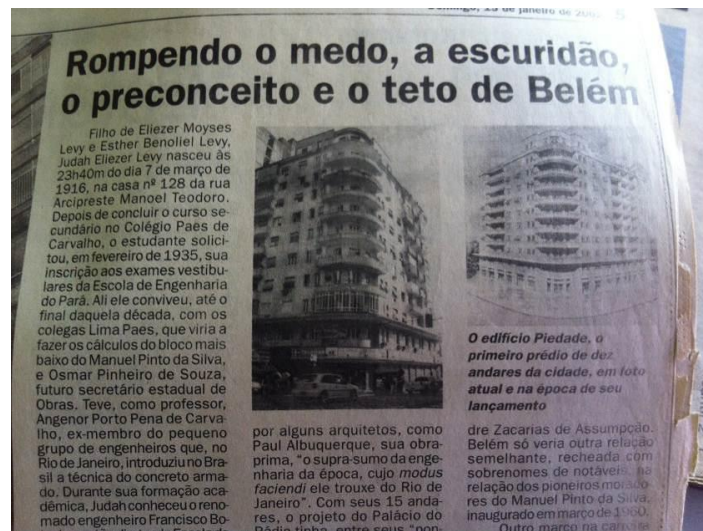 Domingo, 13 de janeiro de
5
Rompendo o medo, a escuridão,
o preconceito e o teto de Belém
Filho de Eliezer Moyses
Levy e Esther Benoliel Levy,
Judah Eliezer Levy nasceu às
23h40m do dia 7 de março de
1916, na casa nº 128 da rua
Arcipreste Manoel Teodoro.
Depois de concluir o curso se-
cundário no Colégio Paes de
Carvalho, o estudante solici-
tou, em fevereiro de 1935, sua
inscrição aos exames vestibu-
lares da Escola de Engenharia
do Pará. Ali ele conviveu, até o
final daquela década, com os
colegas Lima Paes, que viria a
fazer os cálculos do bloco mais
baixo do Manuel Pinto da Silva,
e Osmar Pinheiro de Souza,
futuro secretário estadual de
Obras. Teve, como professor,
Angenor Porto Pena de Carva-
lho, ex-membro do pequeno
grupo de engenheiros que, no
Rio de Janeiro, introduziu no Bra-
sil a técnica do concreto arma-
do. Durante sua formação aca-
dêmica, Judah conheceu o reno-
mado engenheiro Francisco Bo-
O edifício Piedade, o
primeiro prédio de dez
andares da cidade, em foto
atual e na época de seu
lançamento
por alguns arquitetos, como
Paul Albuquerque, sua obra-
prima, "o supra-sumo da enge-
nharia da época, cujo modus
faciendi ele trouxe do Rio de
Janeiro". Com seus 15 anda-
res, o projeto do Palácio do
Rádio tinha, entre seus
dre Zacarias de Assumpção.
Belém só veria outra relação
semelhante, recheada com
sobrenomes de notáveis, na
relação dos pioneiros morado-
res do Manuel Pinto da Silva,
inaugurado em março de 1960.
Outro março na